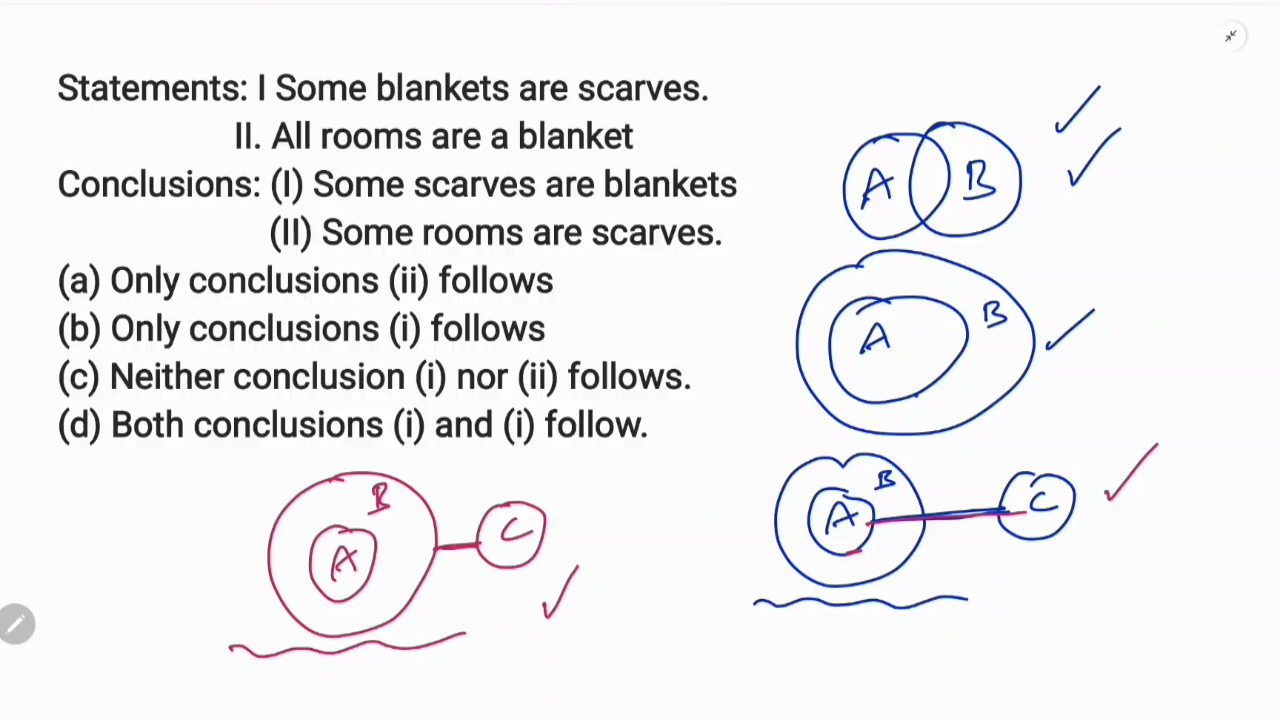 Statements: I Some blankets are scarves.
II. All rooms are a blanket
Conclusions: (I) Some scarves are blankets
(II) Some rooms are scarves.
(a) Only conclusions (ii) follows
(b) Only conclusions (i) follows
(c) Neither conclusion (i) nor (ii) follows.
(d) Both conclusions (i) and (i) follow.
A B
A B
A B C
A B C